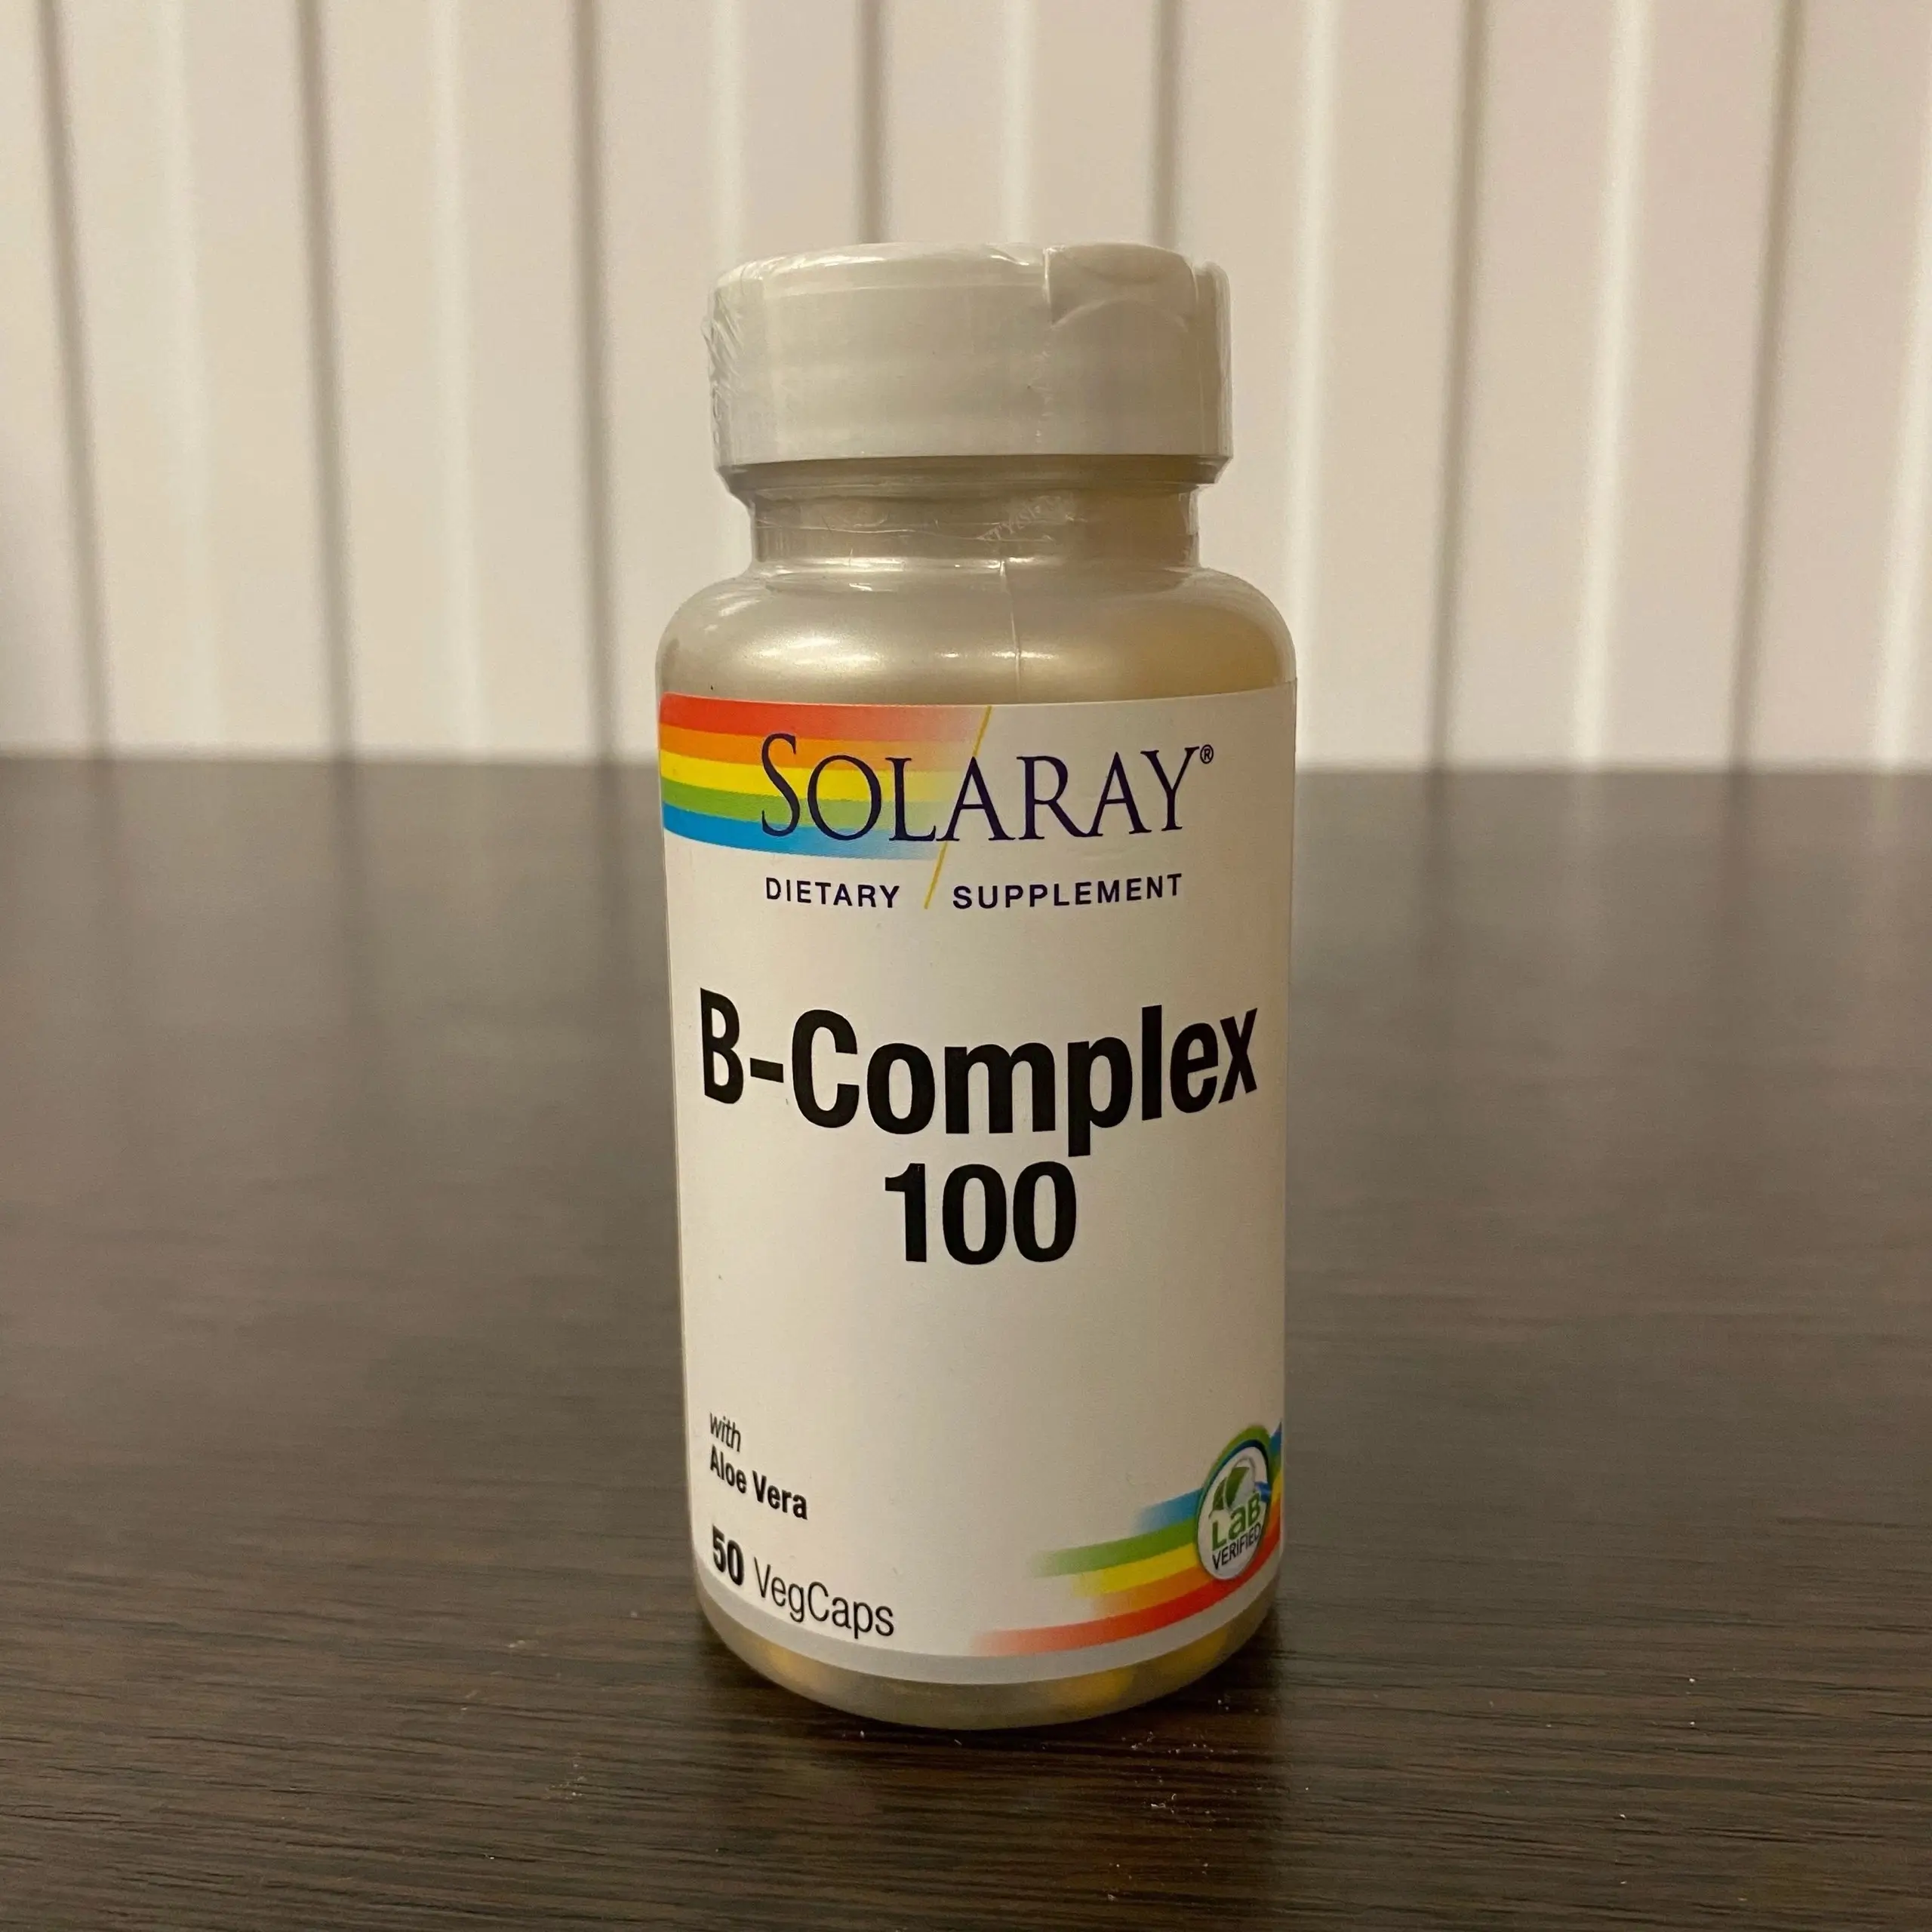 SOLARAY®
DIETARY SUPPLEMENT
B-Complex
100
with
Aloe Vera
50 VegCaps
LaB
VERIFIED